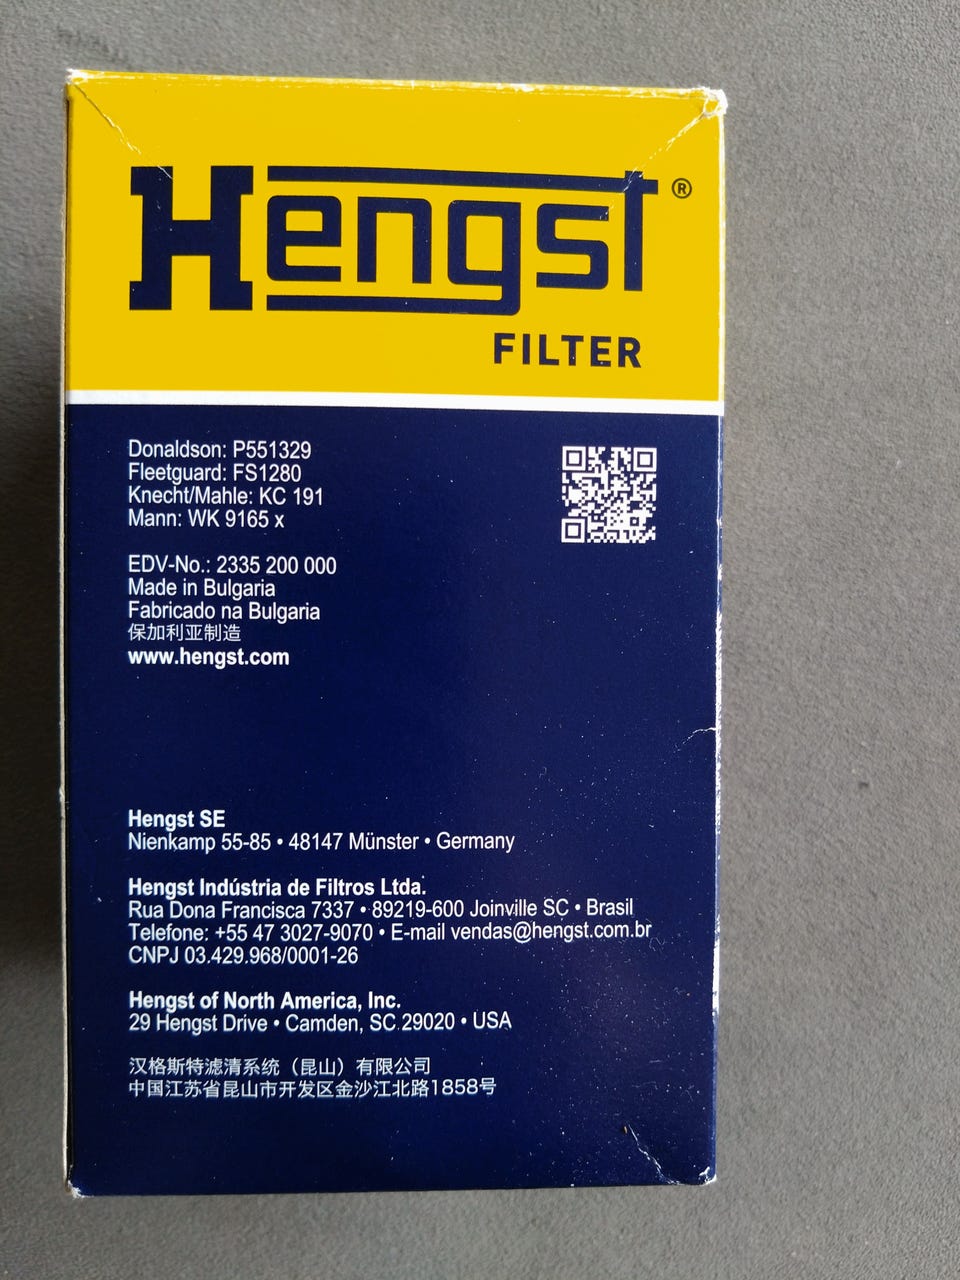 Hengst®
FILTER
Donaldson: P551329
Fleetguard: FS1280
Knecht/Mahle: KC 191
Mann: WK 9165 x
EDV-No.: 2335 200 000
Made in Bulgaria
Fabricado na Bulgaria
保加利亚制造
www.hengst.com
Hengst SE
Nienkamp 55-85 • 48147 Münster • Germany
Hengst Indústria de Filtros Ltda.
Rua Dona Francisca 7337 • 89219-600 Joinville SC • Brasil
Telefone: +55 47 3027-9070 • E-mail vendas@hengst.com.br
CNPJ 03.429.968/0001-26
Hengst of North America, Inc.
29 Hengst Drive • Camden, SC 29020 • USA
汉格斯特滤清系统（昆山）有限公司
中国江苏省昆山市开发区金沙江北路1858号